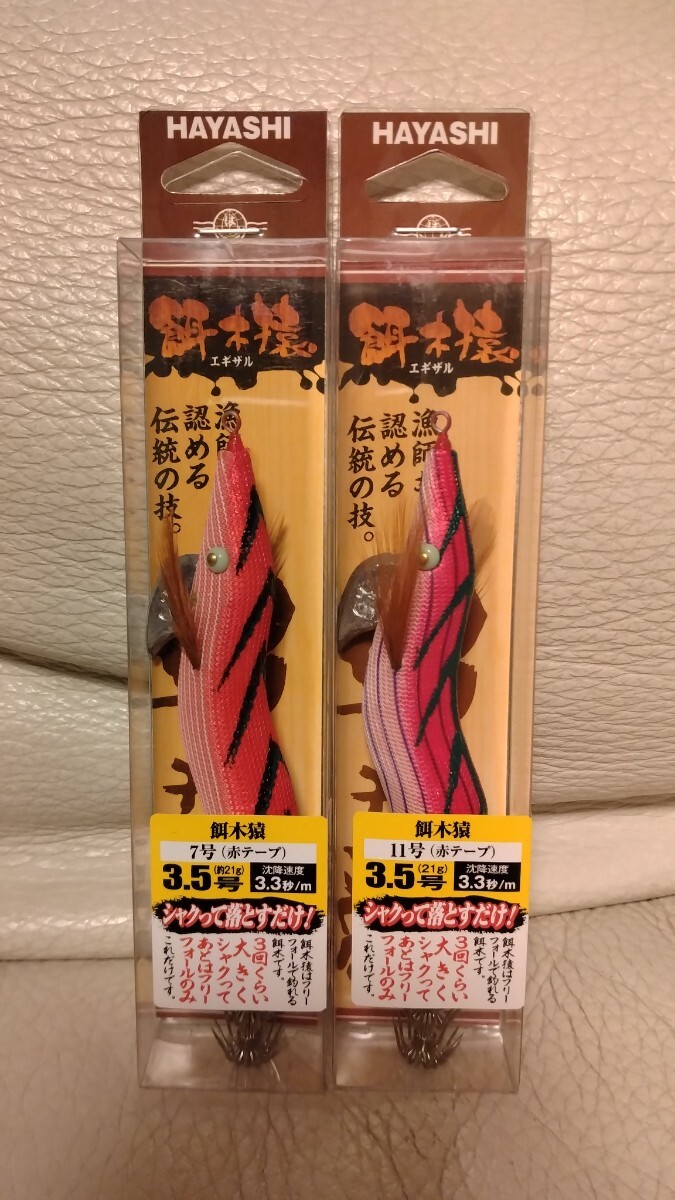 HAYASHI
餌木猿
エギザル
漁師
認める
伝統の技。
餌木猿
7号(赤テープ)
3.5号
(約21g)
沈降速度
3.3秒/m
シャクって落とすだけ!
餌木猿はフリー
フォールで釣れる
餌木です。
3回くらい
大きく
シャクって
あとはフリー
フォールのみ
これだけです。
HAYASHI
餌木猿
エギザル
漁師
認める
伝統の技。
餌木猿
11号(赤テープ)
3.5号
(21g)
沈降速度
3.3秒/m
シャクって落とすだけ!
餌木猿はフリー
フォールで釣れる
餌木です。
3回くらい
大きく
シャクって
あとはフリー
フォールのみ
これだけです。